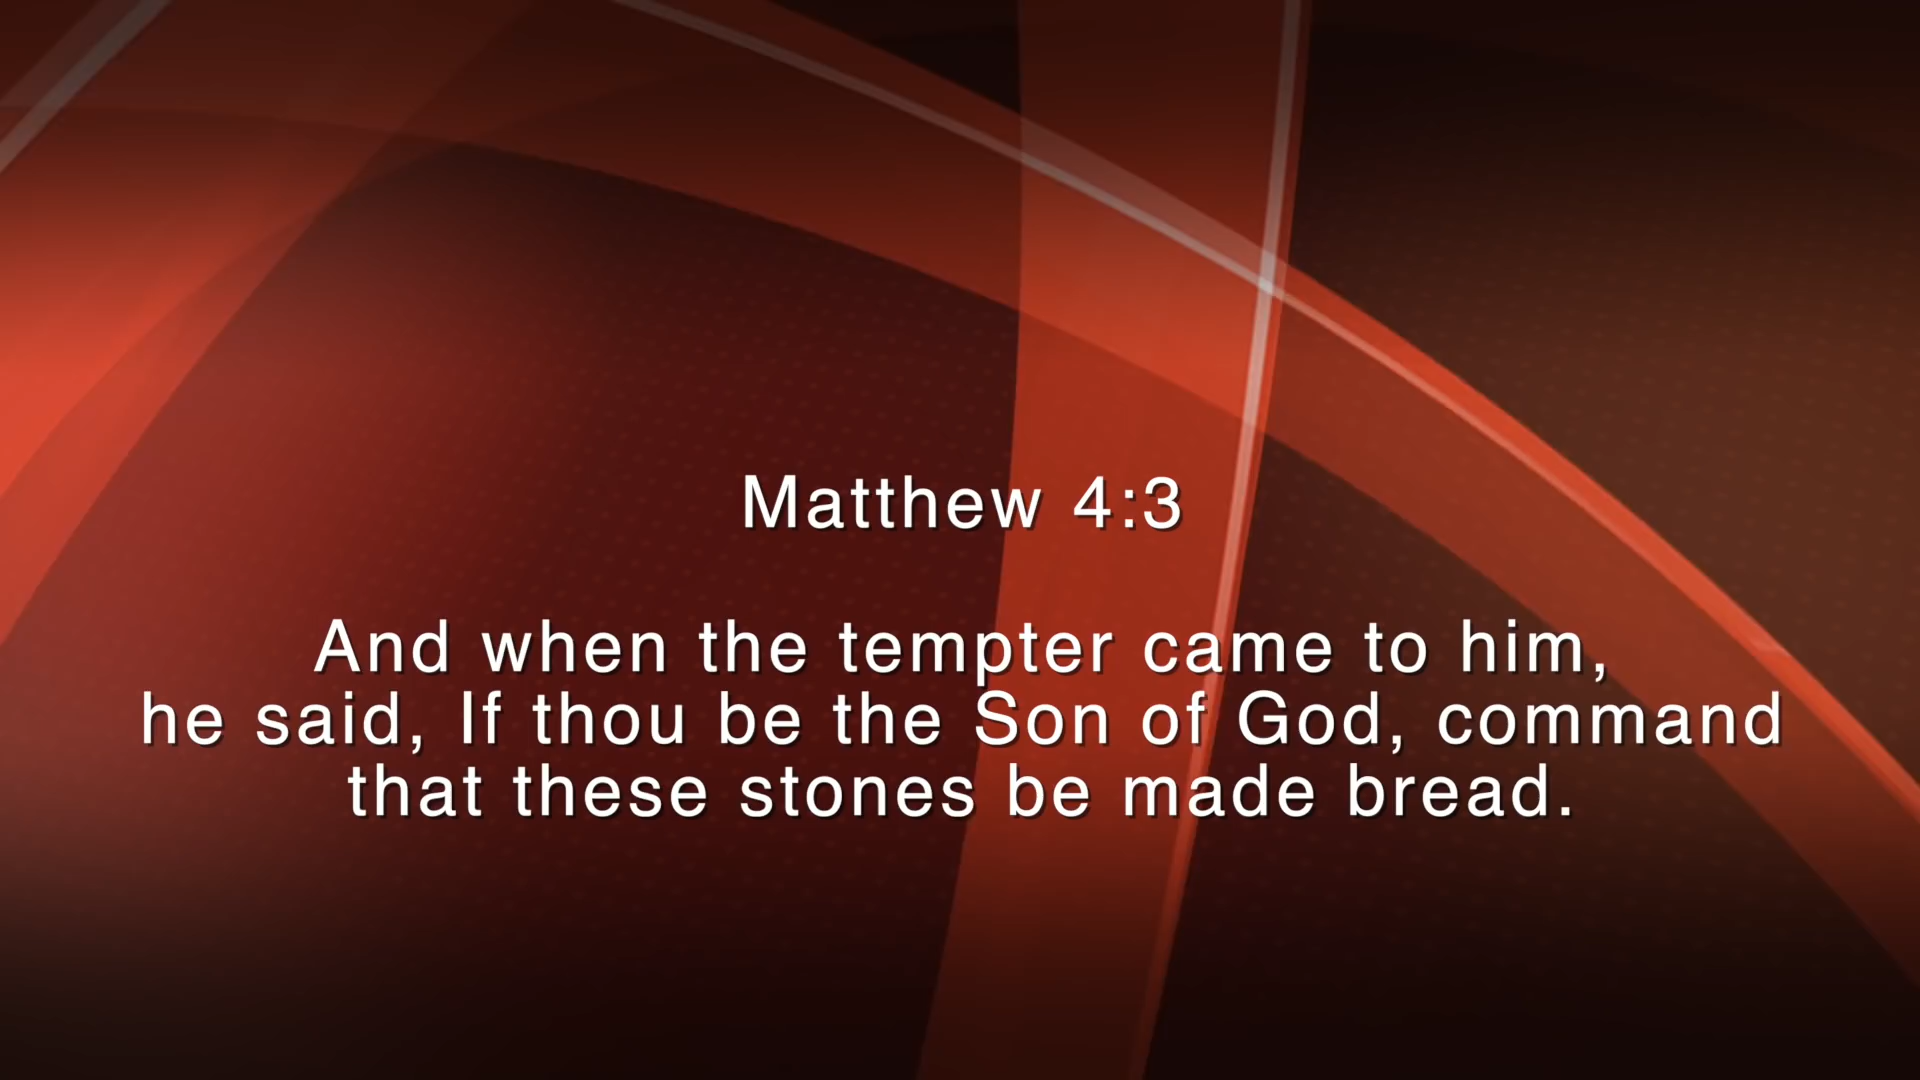 Matthew 4:3
And when the tempter came to him,
he said, If thou be the Son of God, command
that these stones be made bread.